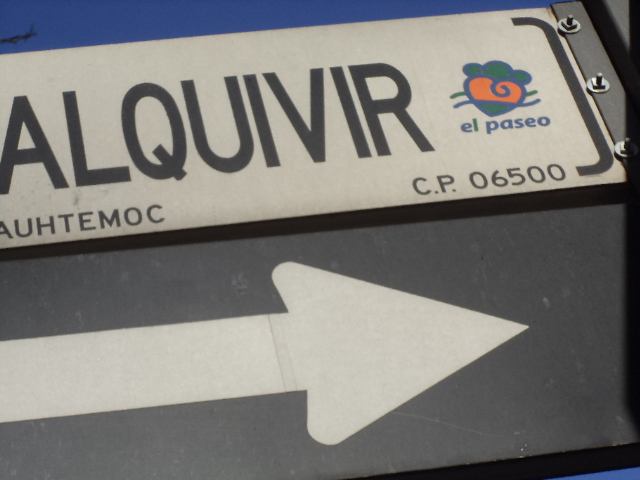 ALQUIVIR
el paseo
C.P. 06500
AUHTEMOC